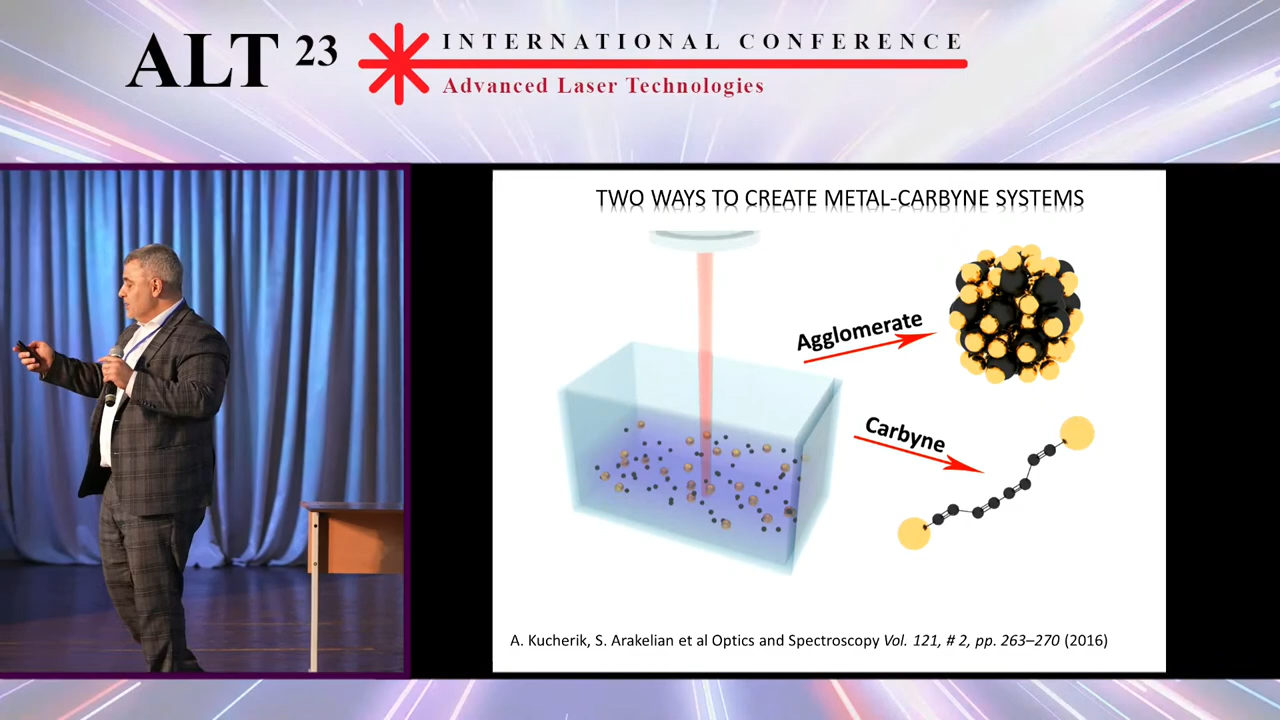 ALT 23
INTERNATIONAL CONFERENCE
Advanced Laser Technologies
TWO WAYS TO CREATE METAL-CARBYNE SYSTEMS
Agglomerate
Carbyne
A. Kucherik, S. Arakelian et al Optics and Spectroscopy Vol. 121, # 2, pp. 263–270 (2016)